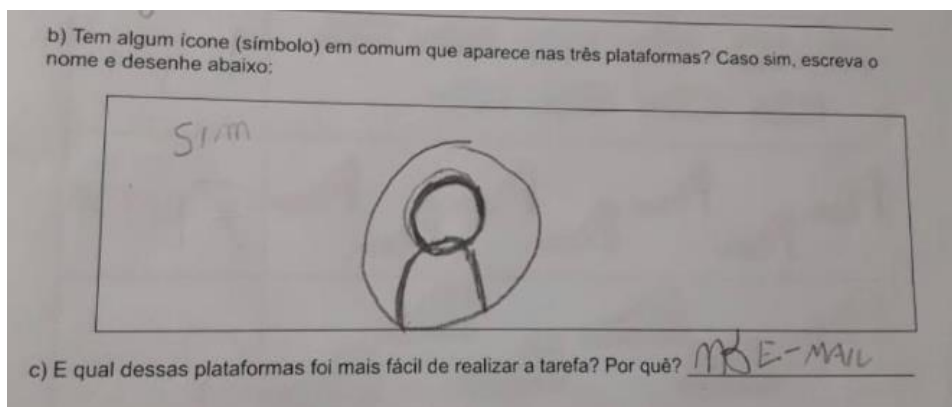 b) Tem algum ícone (símbolo) em comum que aparece nas três plataformas? Caso sim, escreva o
nome e desenhe abaixo:
SIM
c) E qual dessas plataformas foi mais fácil de realizar a tarefa? Por quê? E-MAIL